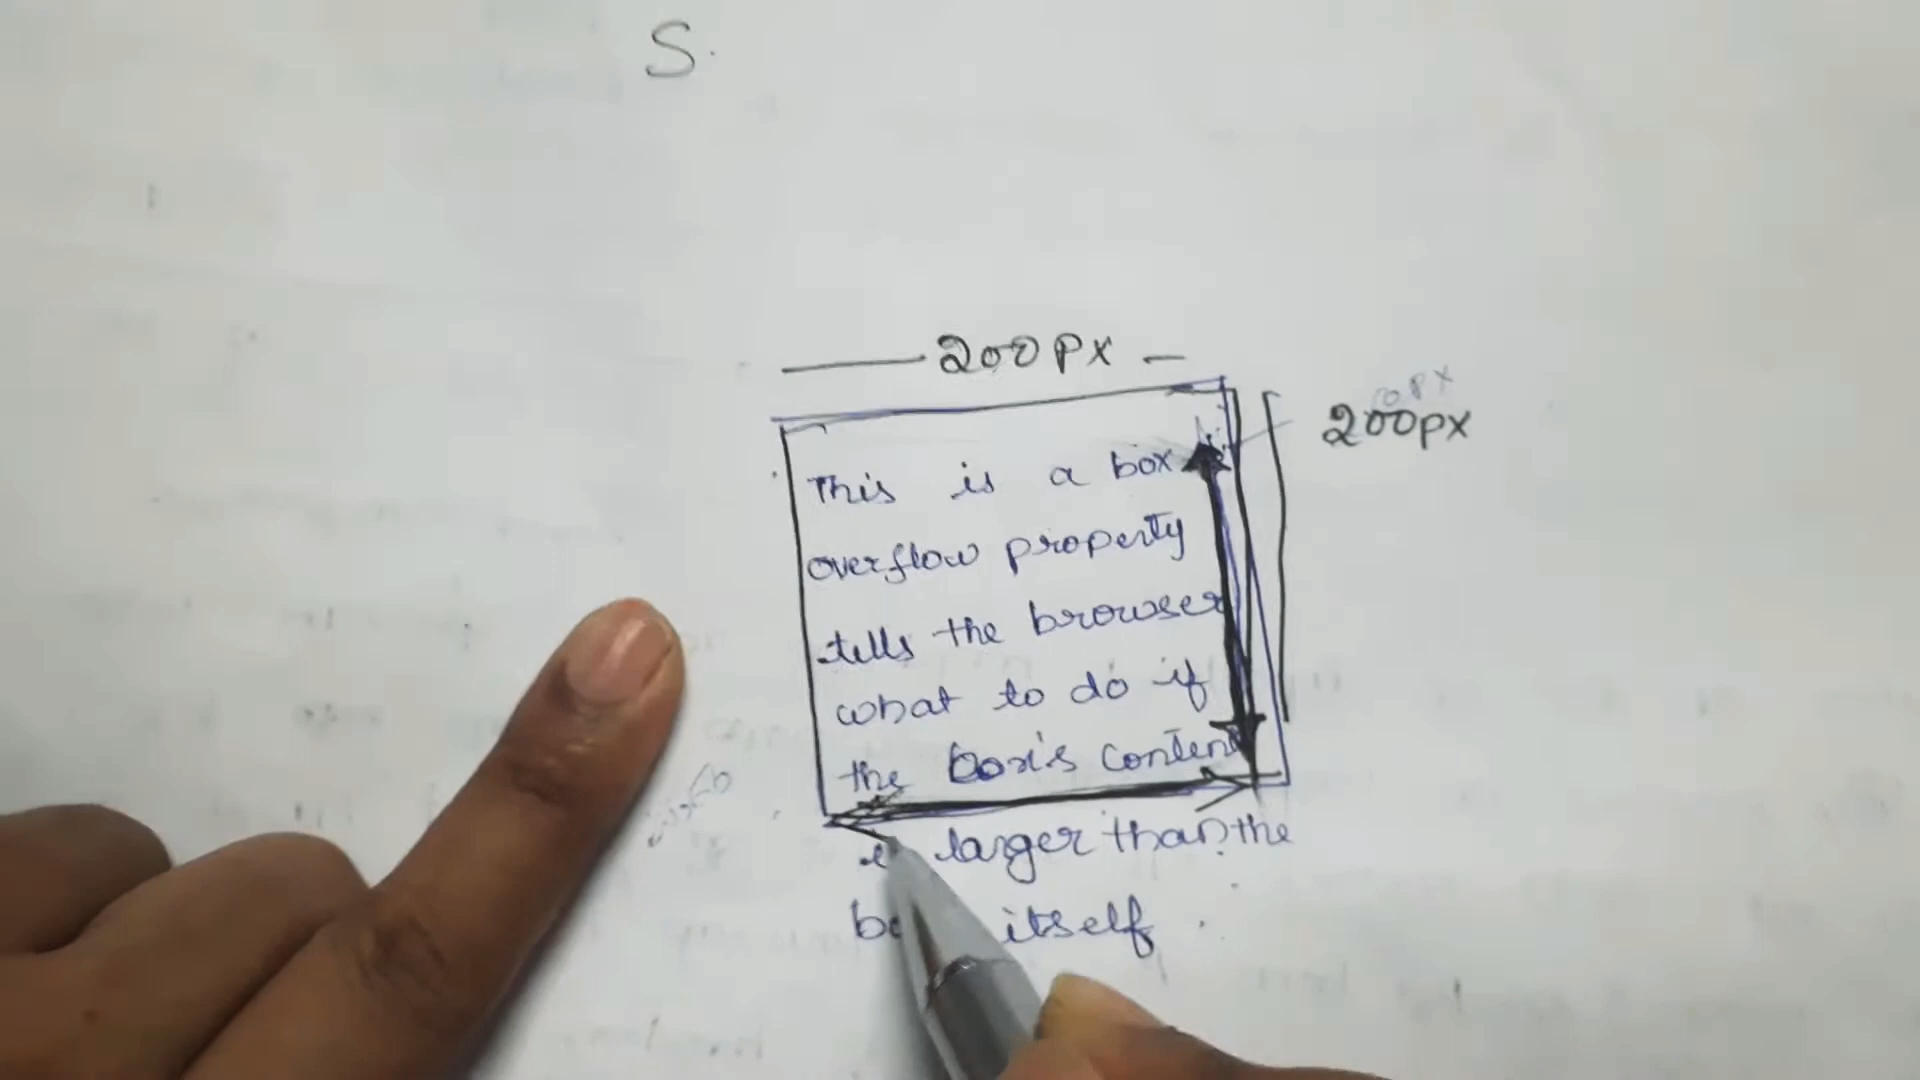 S.
200px
200px
This is a box
overflow property
tells the browser
what to do if
the box's content
larger than the
itself